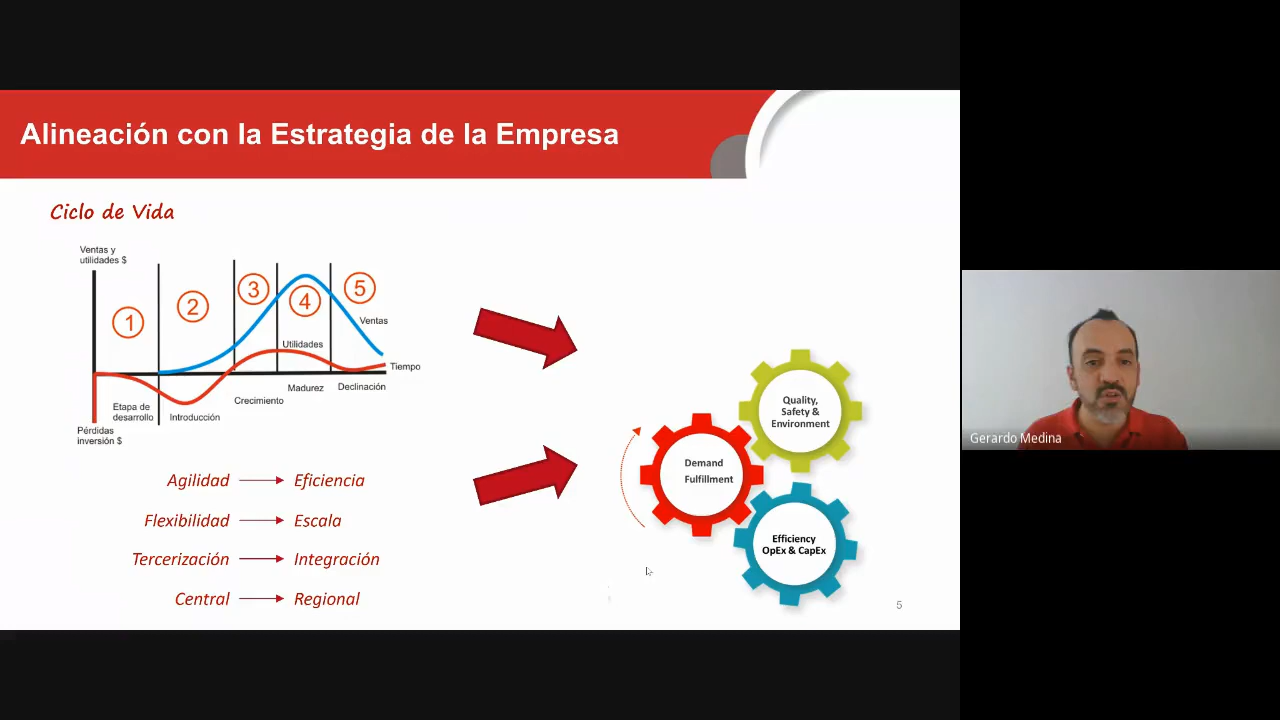 Alineación con la Estrategia de la Empresa
Ciclo de Vida
Ventas y
utilidades $
1
2
3
4
5
Ventas
Utilidades
Tiempo
Madurez
Declinación
Crecimiento
Etapa de
desarrollo
Introducción
Pérdidas
inversión $
Agilidad Eficiencia
Flexibilidad Escala
Tercerización Integración
Central Regional
Quality,
Safety &
Environment
Demand
Fulfillment
Efficiency
OpEx & CapEx
5
Gerardo Medina